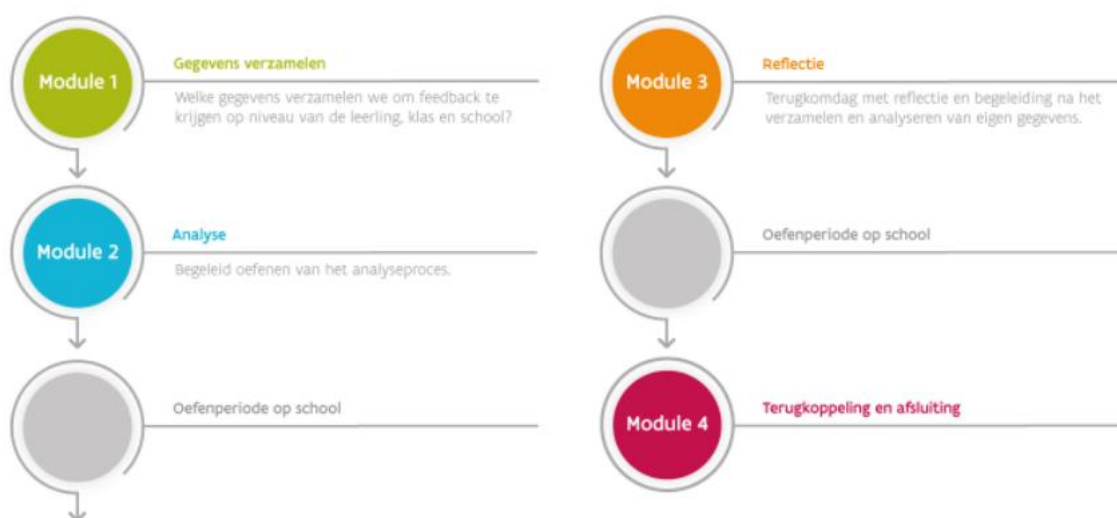 Module 1
Gegevens verzamelen
Welke gegevens verzamelen we om feedback te
krijgen op niveau van de leerling, klas en school?
Module 2
Analyse
Begeleid oefenen van het analyseproces.
Oefenperiode op school
Module 3
Reflectie
Terugkomdag met reflectie en begeleiding na het
verzamelen en analyseren van eigen gegevens.
Oefenperiode op school
Module 4
Terugkoppeling en afsluiting